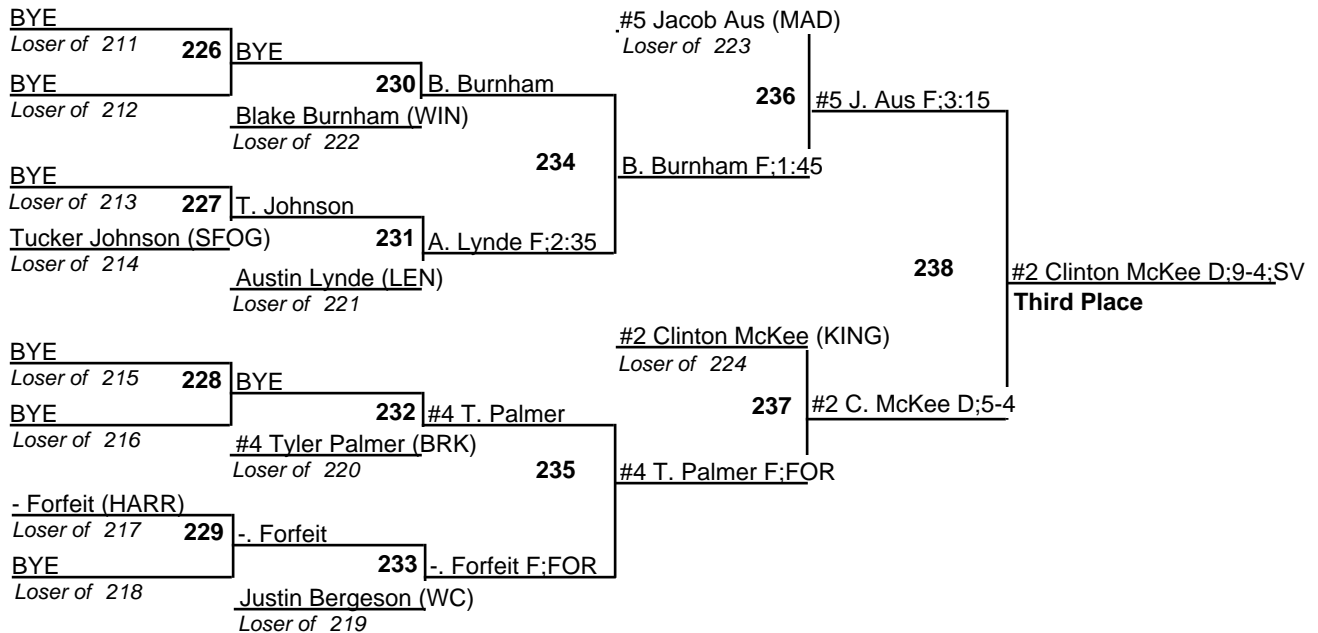 BYE
Loser of 211
226
BYE
BYE
Loser of 212
230
B. Burnham
Blake Burnham (WIN)
Loser of 222
BYE
Loser of 213
227
T. Johnson
Tucker Johnson (SFOG)
Loser of 214
231
A. Lynde F;2:35
Austin Lynde (LEN)
Loser of 221
234
B. Burnham F;1:45
#5 Jacob Aus (MAD)
Loser of 223
236
#5 J. Aus F;3:15
BYE
Loser of 215
228
BYE
BYE
Loser of 216
232
#4 T. Palmer
#4 Tyler Palmer (BRK)
Loser of 220
- Forfeit (HARR)
Loser of 217
229
-. Forfeit
BYE
Loser of 218
233
-. Forfeit F;FOR
Justin Bergeson (WC)
Loser of 219
235
#4 T. Palmer F;FOR
#2 Clinton McKee (KING)
Loser of 224
237
#2 C. McKee D;5-4
238
#2 Clinton McKee D;9-4;SV
Third Place